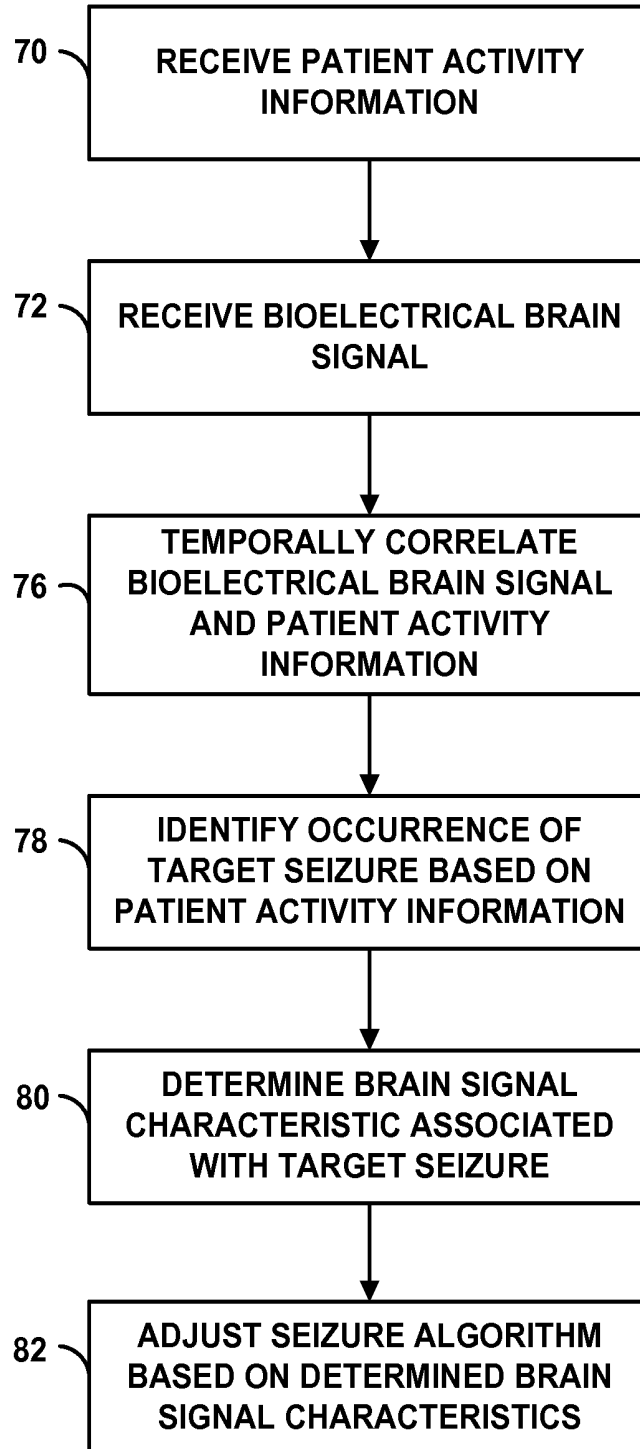 70
RECEIVE PATIENT ACTIVITY
INFORMATION
72
RECEIVE BIOELECTRICAL BRAIN
SIGNAL
76
TEMPORALLY CORRELATE
BIOELECTRICAL BRAIN SIGNAL
AND PATIENT ACTIVITY
INFORMATION
78
IDENTIFY OCCURRENCE OF
TARGET SEIZURE BASED ON
PATIENT ACTIVITY INFORMATION
80
DETERMINE BRAIN SIGNAL
CHARACTERISTIC ASSOCIATED
WITH TARGET SEIZURE
82
ADJUST SEIZURE ALGORITHM
BASED ON DETERMINED BRAIN
SIGNAL CHARACTERISTICS